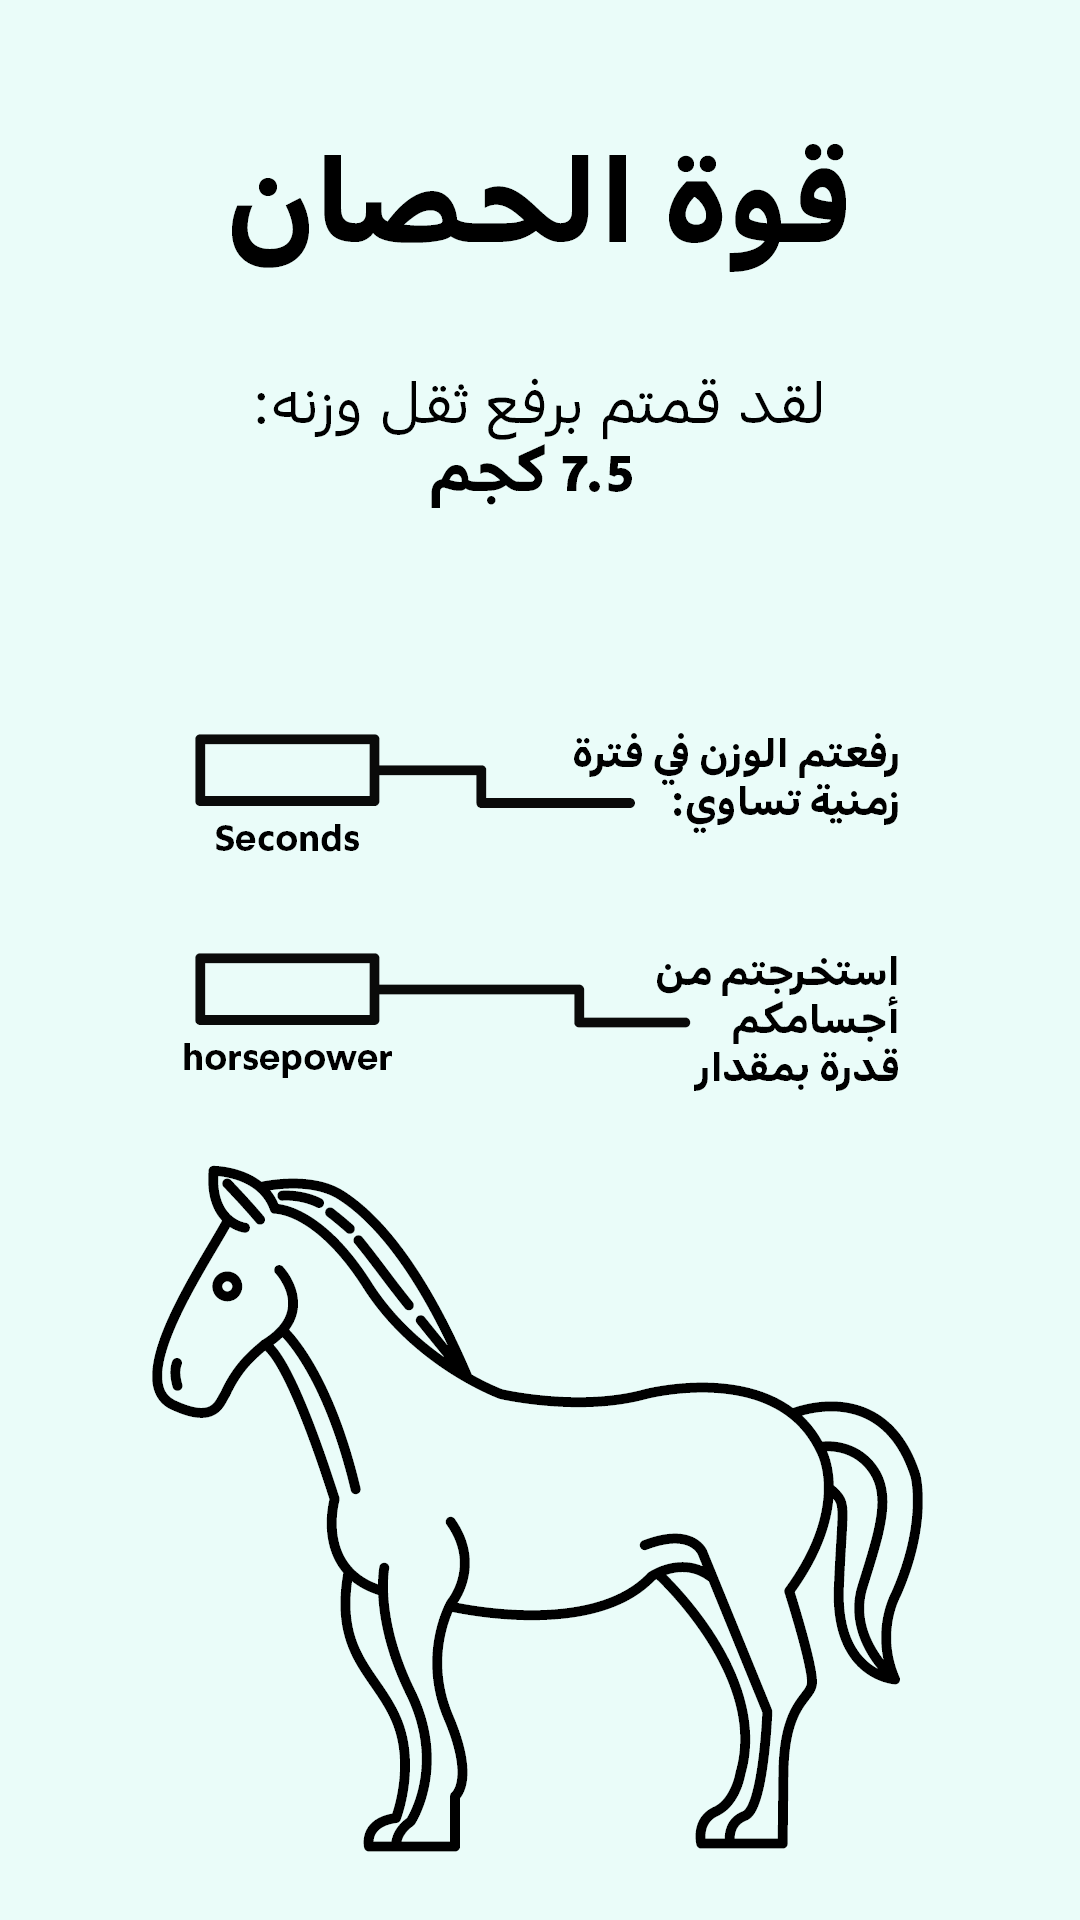 قوة الحصان
لقد قمتم برفع ثقل وزنه:
7.5 كجم
رفعتم الوزن في فترة
زمنية تساوي:
Seconds
استخرجتم من
أجسامكم
قدرة بمقدار
horsepower